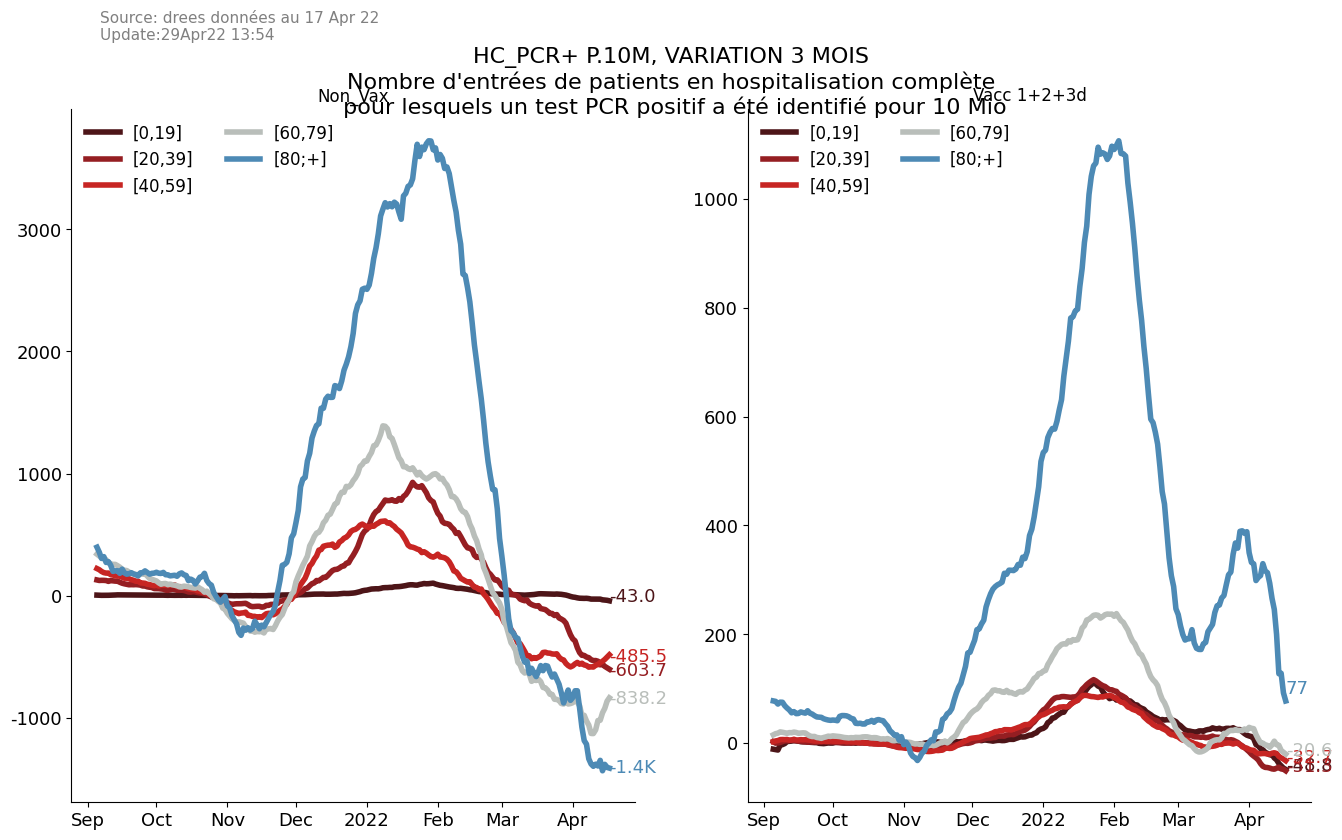 Source: drees données au 17 Apr 22
Update:29Apr22 13:54
HC_PCR+ P.10M, VARIATION 3 MOIS
Nombre d'entrées de patients en hospitalisation complète
pour lesquels un test PCR positif a été identifié pour 10 Mio
Non_Vax
[0,19]
[20,39]
[40,59]
[60,79]
[80;+]
3000
2000
1000
0
-1000
-43.0
-485.5
-603.7
-838.2
-1.4K
Sep Oct Nov Dec 2022 Feb Mar Apr
Vacc 1+2+3d
[0,19]
[20,39]
[40,59]
[60,79]
[80;+]
1000
800
600
400
200
0
77
Sep Oct Nov Dec 2022 Feb Mar Apr